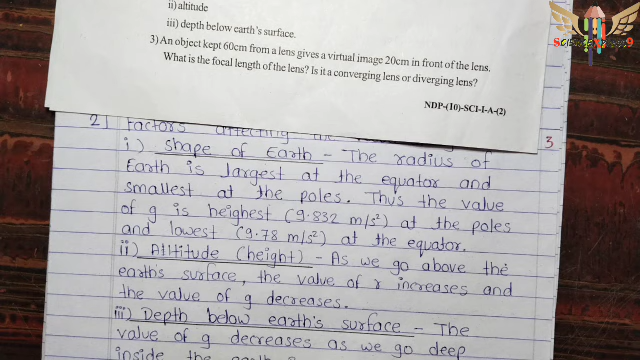 ii) altitude
iii) depth below earth's surface.
3) An object kept 60cm from a lens gives a virtual image 20cm in front of the lens.
What is the focal length of the lens? Is it a converging lens or diverging lens?
NDP-(10)-SCI-I-A-(2)
2] Factors affecting
3
i) shape of Earth - The radius of
Earth is largest at the equator and
smallest at the poles. Thus the value
of g is heighest (9.832 m/s²) at the poles
and lowest (9.78 m/s²) at the equator.
ii) Altitude (height) - As we go above the
earth's surface, the value of r increases and
the value of g decreases.
iii) Depth below earth's surface - The
value of g decreases as we go deep
inside the